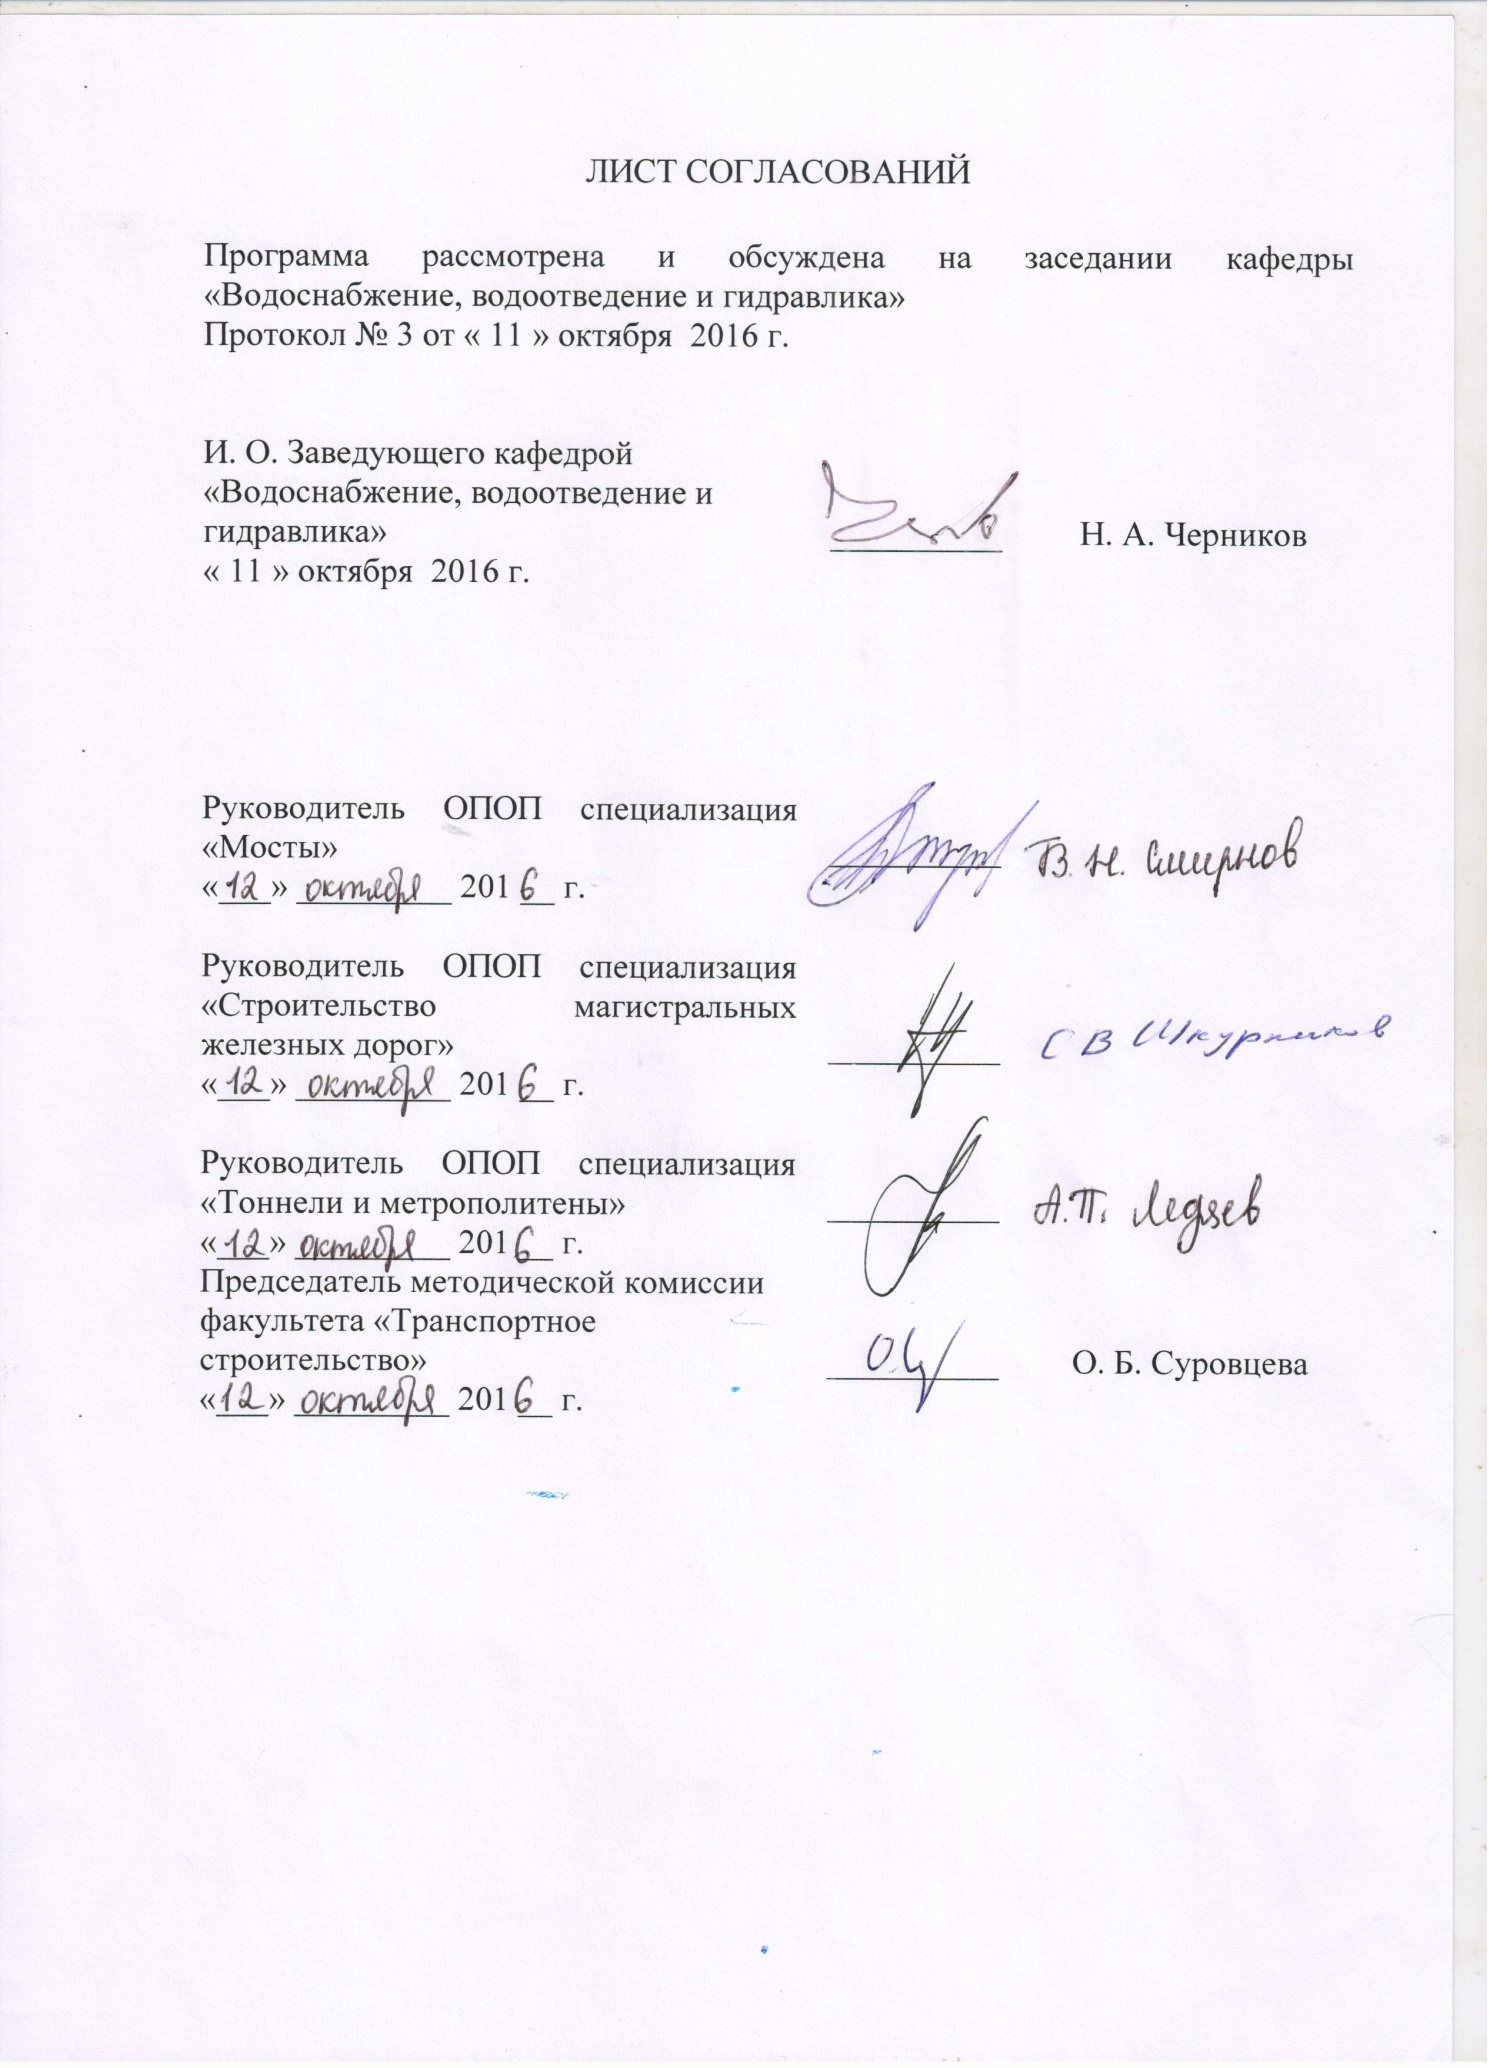 ЛИСТ СОГЛАСОВАНИЙ
Программа рассмотрена и обсуждена на заседании кафедры
«Водоснабжение, водоотведение и гидравлика»
Протокол № 3 от « 11 » октября 2016 г.
И. О. Заведующего кафедрой
«Водоснабжение, водоотведение и
гидравлика» Н. А. Черников
« 11 » октября 2016 г.
Руководитель ОПОП специализация
«Мосты» В. Н. Смирнов
«12» октября 2016 г.
Руководитель ОПОП специализация
«Строительство магистральных
железных дорог» С В Шкурников
«12» октября 2016 г.
Руководитель ОПОП специализация
«Тоннели и метрополитены» А.П. Ледяев
«12» октября 2016 г.
Председатель методической комиссии
факультета «Транспортное
строительство» О. Б. Суровцева
«12» октября 2016 г.